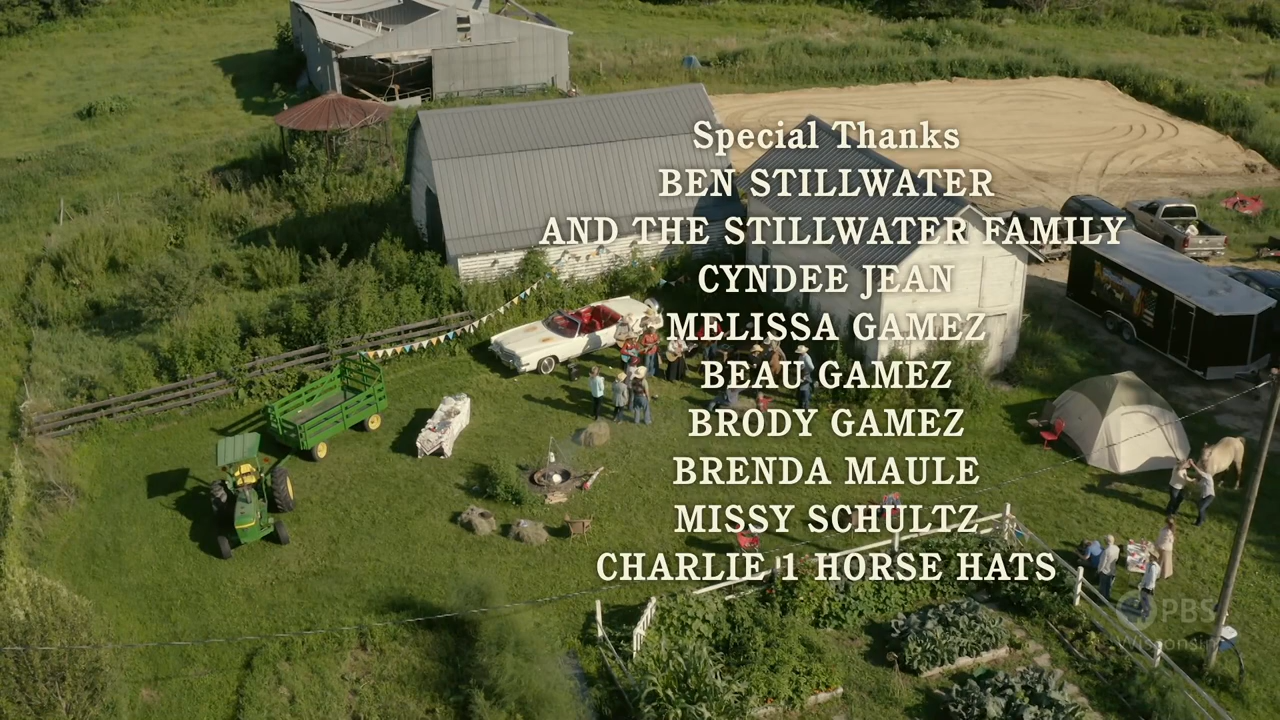 Special Thanks
BEN STILLWATER
AND THE STILLWATER FAMILY
CYNDEE JEAN
MELISSA GAMEZ
BEAU GAMEZ
BRODY GAMEZ
BRENDA MAULE
MISSY SCHULTZ
CHARLIE 1 HORSE HATS
PBS
Wisconsin